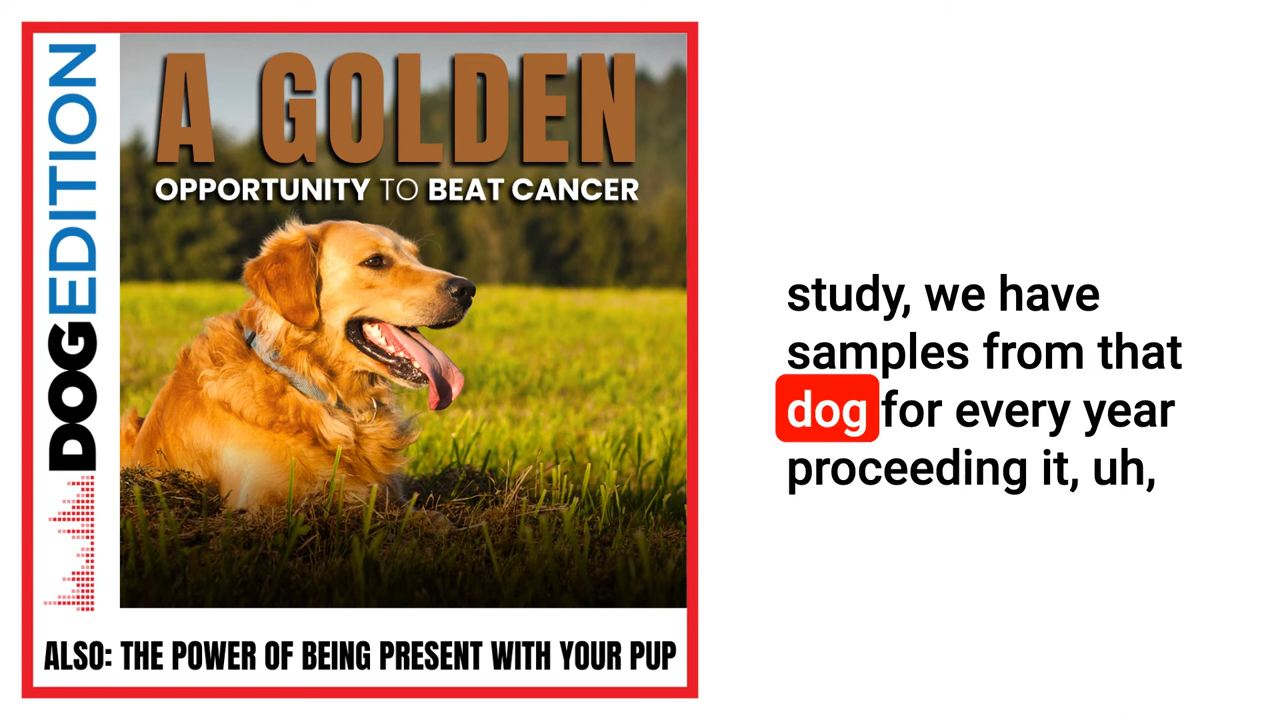 DOGEDITION
A GOLDEN
OPPORTUNITY TO BEAT CANCER
ALSO: THE POWER OF BEING PRESENT WITH YOUR PUP
study, we have
samples from that
dog for every year
proceeding it, uh,